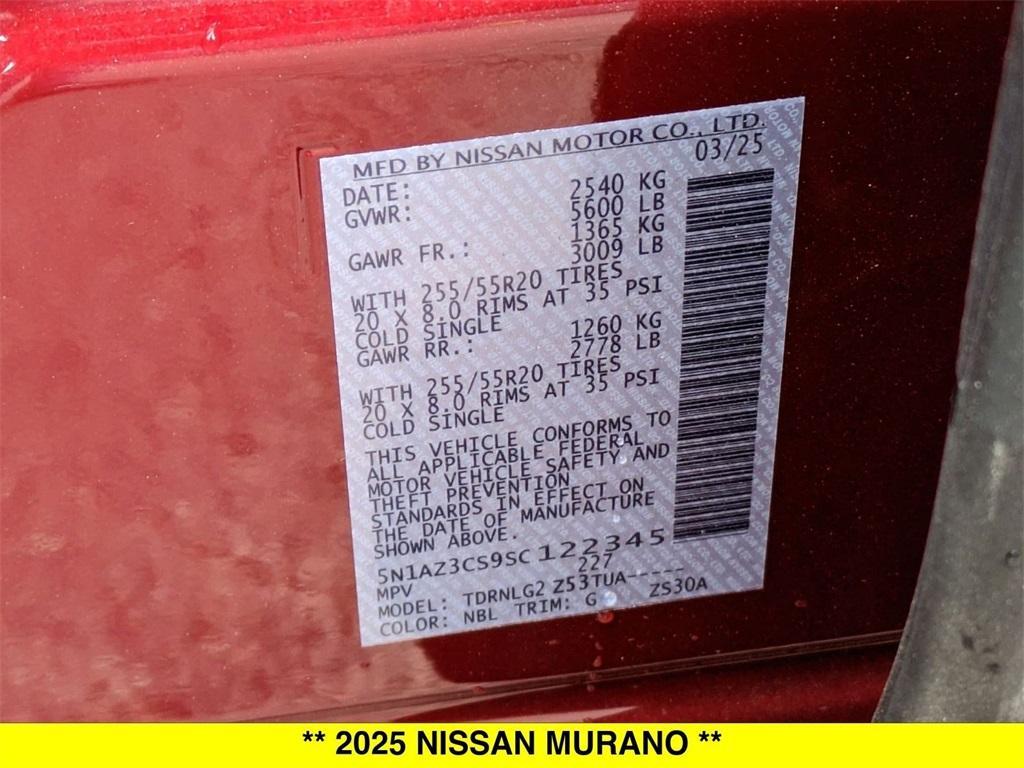 MFD BY NISSAN MOTOR CO., LTD.
DATE: 03/25
GVWR: 2540 KG
5600 LB
GAWR FR.: 1365 KG
3009 LB
WITH 255/55R20 TIRES
20 X 8.0 RIMS AT 35 PSI
COLD SINGLE
GAWR RR.: 1260 KG
2778 LB
WITH 255/55R20 TIRES
20 X 8.0 RIMS AT 35 PSI
COLD SINGLE
THIS VEHICLE CONFORMS TO
ALL APPLICABLE FEDERAL
MOTOR VEHICLE SAFETY AND
THEFT PREVENTION
STANDARDS IN EFFECT ON
THE DATE OF MANUFACTURE
SHOWN ABOVE.
5N1AZ3CS9SC122345
MPV 227
MODEL: TDRNLG2 Z53TUA-----
COLOR: NBL TRIM: G ZS30A
** 2025 NISSAN MURANO **